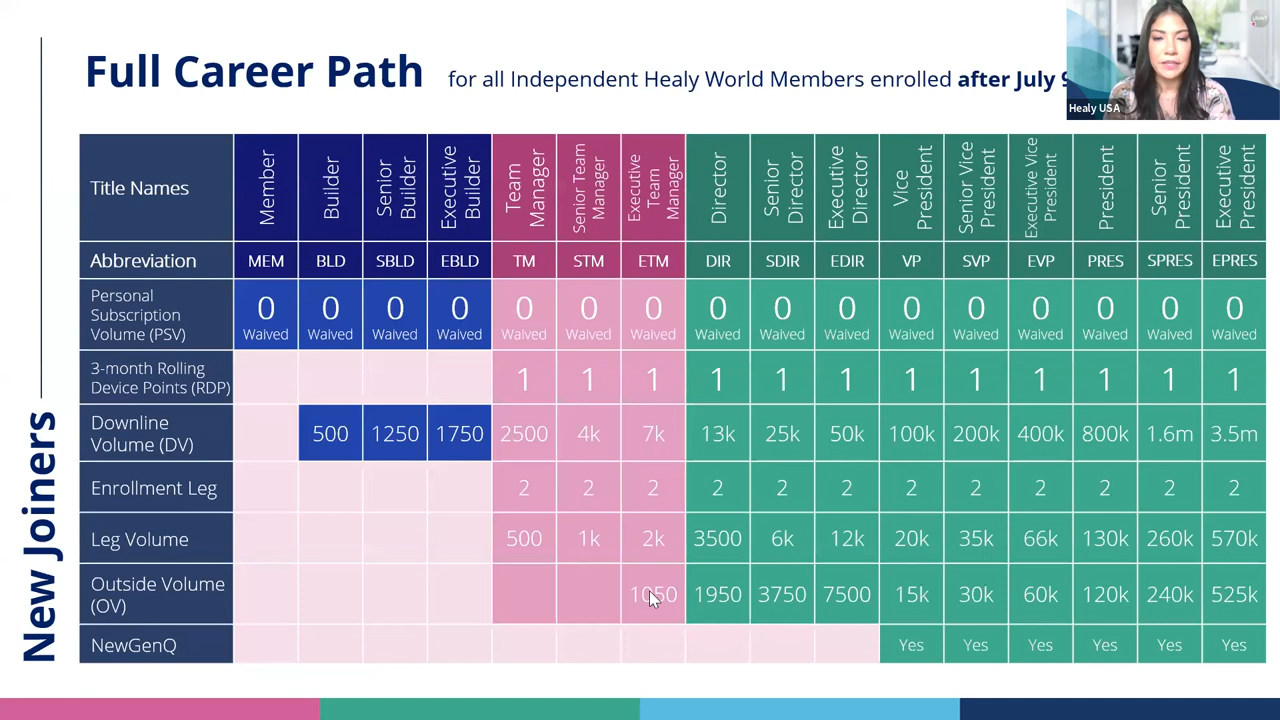 Full Career Path for all Independent Healy World Members enrolled after July 9
Healy USA
New Joiners
Title Names Member Builder Senior Builder Executive Builder Team Manager Senior Team Manager Executive Team Manager Director Senior Director Executive Director Vice President Senior Vice President Executive Vice President President Senior President Executive President
Abbreviation MEM BLD SBLD EBLD TM STM ETM DIR SDIR EDIR VP SVP EVP PRES SPRES EPRES
Personal
Subscription
Volume (PSV)
0 0 0 0 0 0 0 0 0 0 0 0 0 0 0 0
Waived Waived Waived Waived Waived Waived Waived Waived Waived Waived Waived Waived Waived Waived Waived Waived
3-month Rolling
Device Points (RDP)
1 1 1 1 1 1 1 1 1 1 1 1
Downline
Volume (DV)
500 1250 1750 2500 4k 7k 13k 25k 50k 100k 200k 400k 800k 1.6m 3.5m
Enrollment Leg 2 2 2 2 2 2 2 2 2 2 2 2
Leg Volume 500 1k 2k 3500 6k 12k 20k 35k 66k 130k 260k 570k
Outside Volume
(OV)
1050 1950 3750 7500 15k 30k 60k 120k 240k 525k
NewGenQ Yes Yes Yes Yes Yes Yes